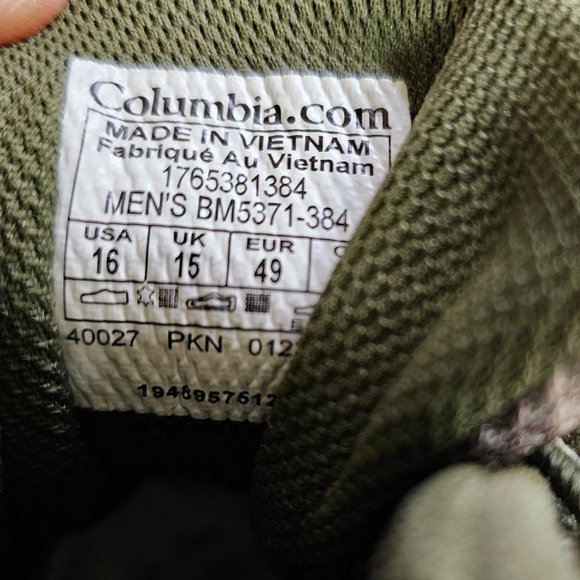 Columbia.com
MADE IN VIETNAM
Fabriqué Au Vietnam
1765381384
MEN'S BM5371-384
USA UK EUR
16 15 49
40027 PKN 012